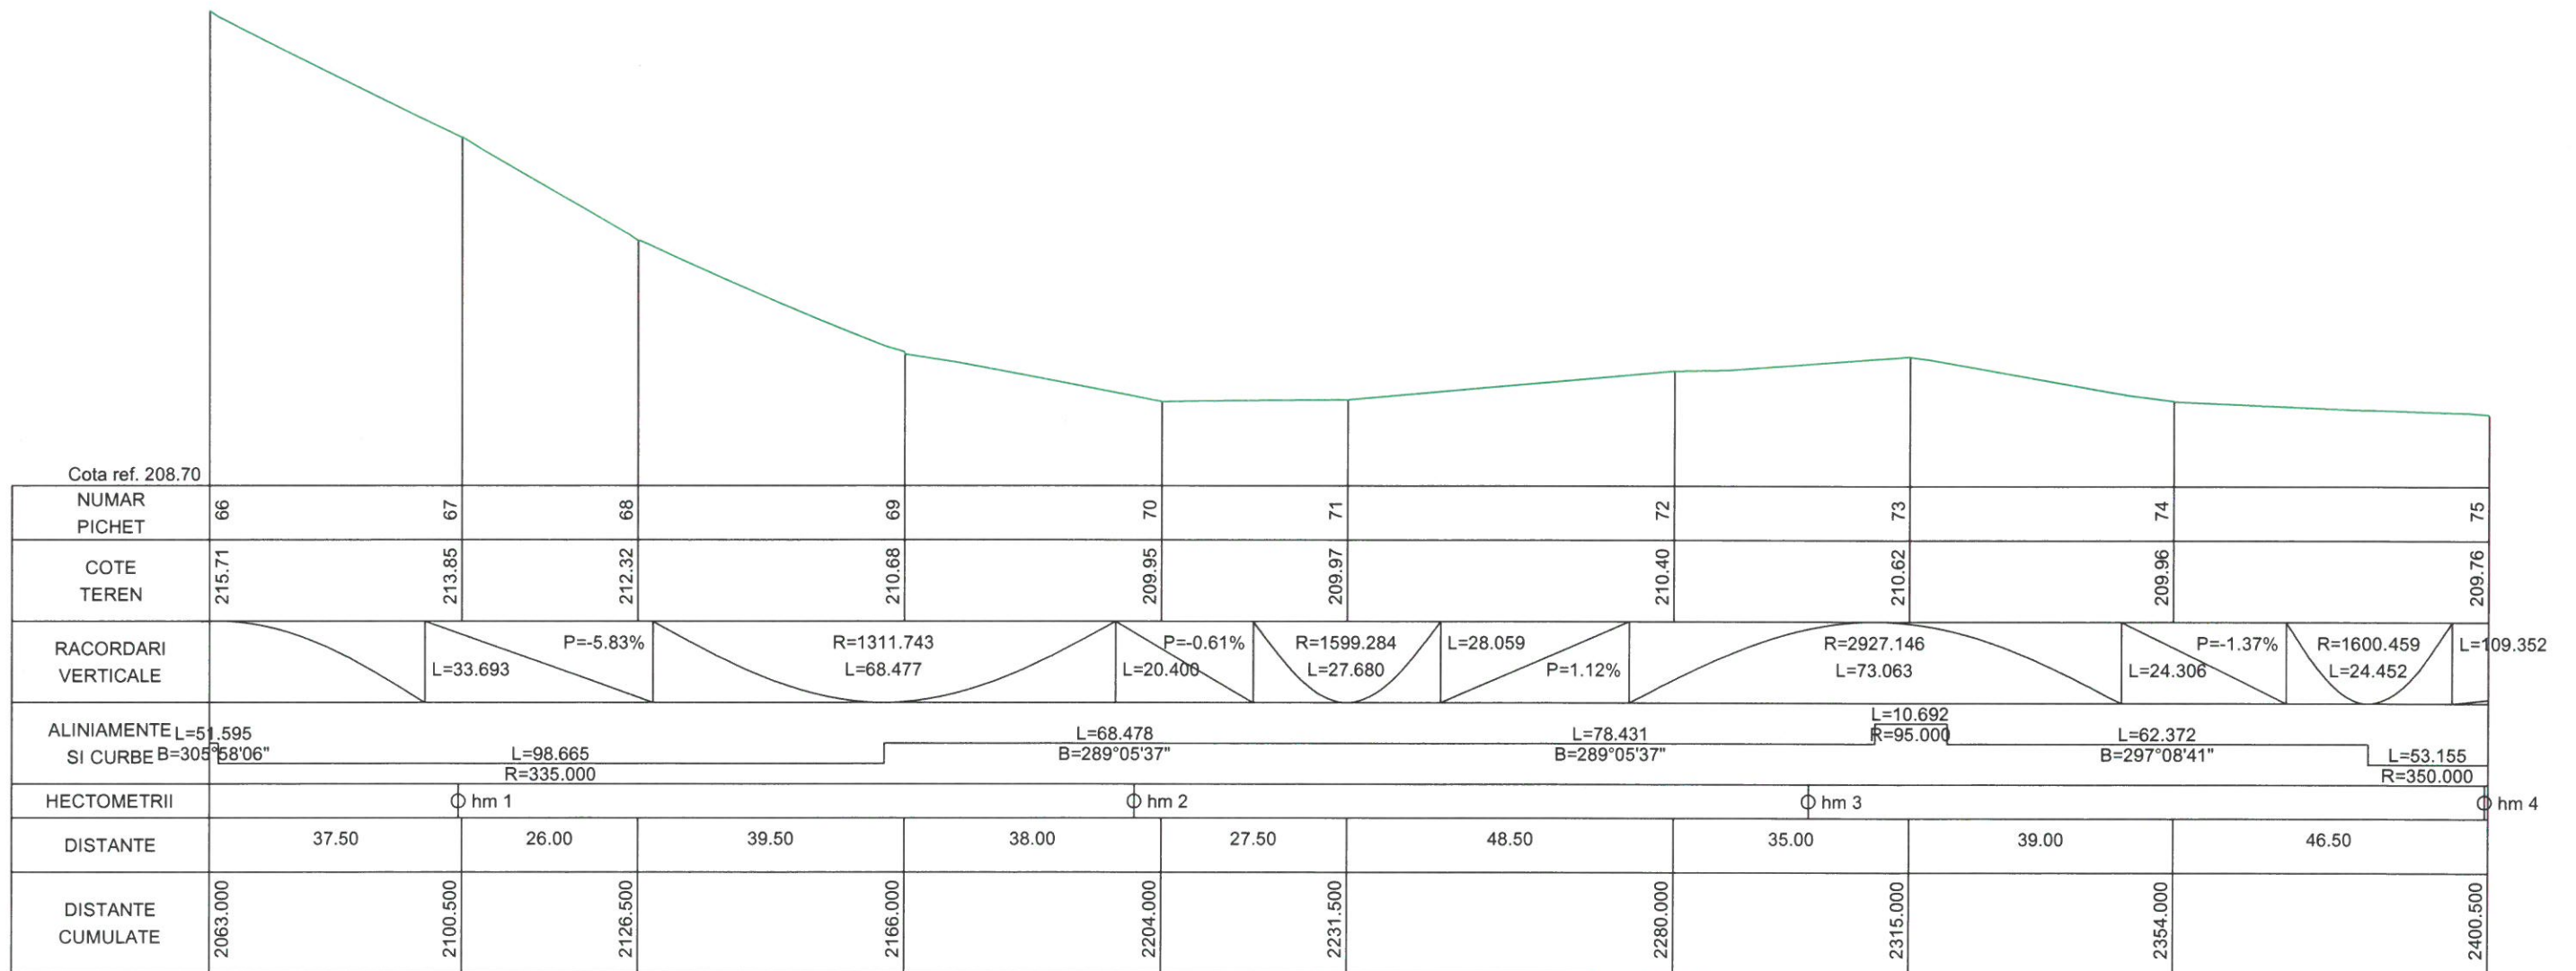 Cota ref. 208.70
NUMAR
PICHET
66 67 68 69 70 71 72 73 74 75
COTE
TEREN
215.71 213.85 212.32 210.68 209.95 209.97 210.40 210.62 209.96 209.76
RACORDARI
VERTICALE
P=-5.83% R=1311.743 P=-0.61% R=1599.284 L=28.059 R=2927.146 P=-1.37% R=1600.459 L=109.352
L=33.693 L=68.477 L=20.400 L=27.680 P=1.12% L=73.063 L=24.306 L=24.452
ALINIAMENTE
SI CURBE
L=51.595 L=98.665 L=68.478 L=78.431 L=10.692 L=62.372 L=53.155
B=305°58'06" R=335.000 B=289°05'37" B=289°05'37" R=95.000 B=297°08'41" R=350.000
HECTOMETRII
hm 1 hm 2 hm 3 hm 4
DISTANTE
37.50 26.00 39.50 38.00 27.50 48.50 35.00 39.00 46.50
DISTANTE
CUMULATE
2063.000 2100.500 2126.500 2166.000 2204.000 2231.500 2280.000 2315.000 2354.000 2400.500